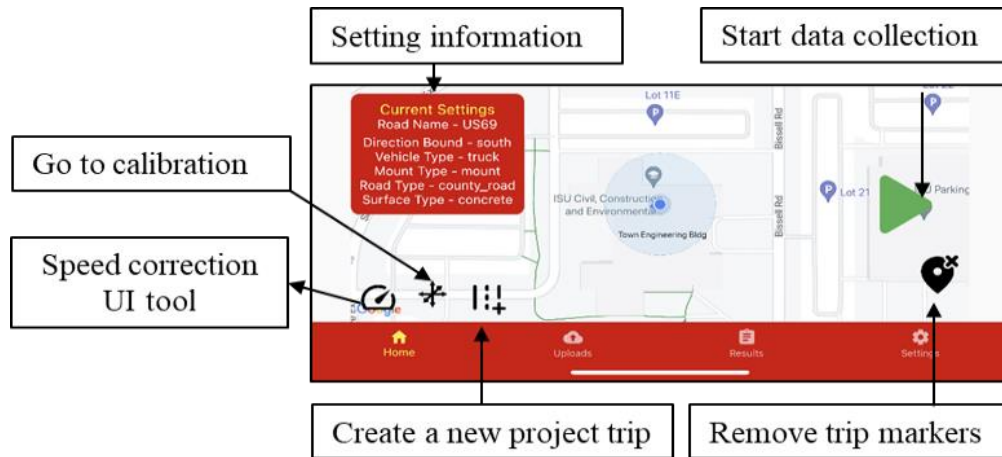 Setting information
Start data collection
Go to calibration
Speed correction
UI tool
Current Settings
Road Name - US69
Direction Bound - south
Vehicle Type - truck
Mount Type - mount
Road Type - county_road
Surface Type - concrete
Lot 11E
Bissell Rd
ISU Civil, Construction
and Environmental
Town Engineering Bldg
Lot 21
Parking
Bissell Rd
Google
Home
Uploads
Results
Settings
Create a new project trip
Remove trip markers